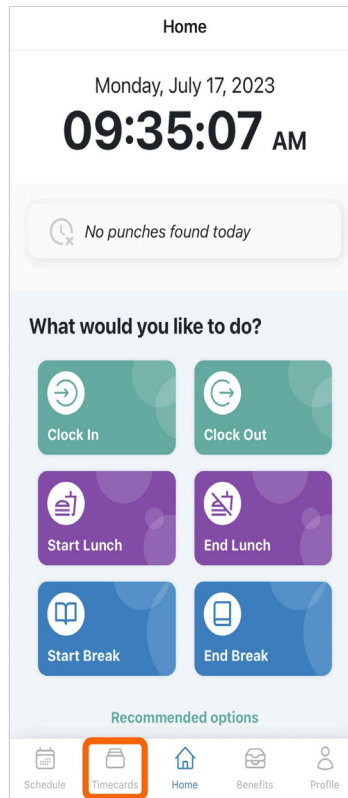 Home
Monday, July 17, 2023
09:35:07 AM
No punches found today
What would you like to do?
Clock In
Clock Out
Start Lunch
End Lunch
Start Break
End Break
Recommended options
Schedule
Timecards
Home
Benefits
Profile